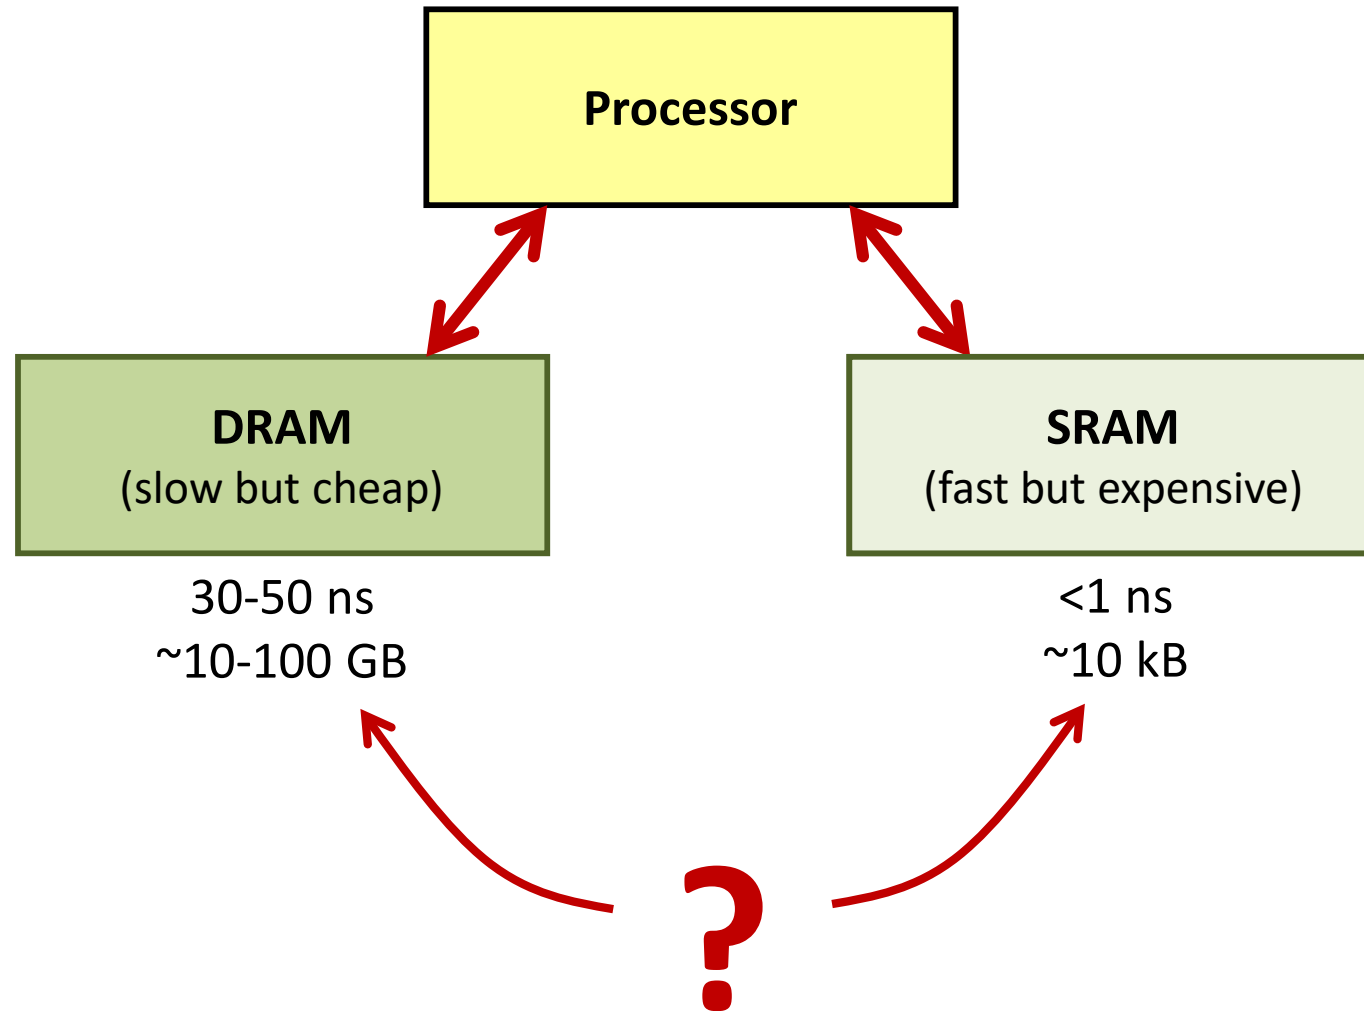 Processor
DRAM
(slow but cheap)
30-50 ns
~10-100 GB
SRAM
(fast but expensive)
<1 ns
~10 kB
?